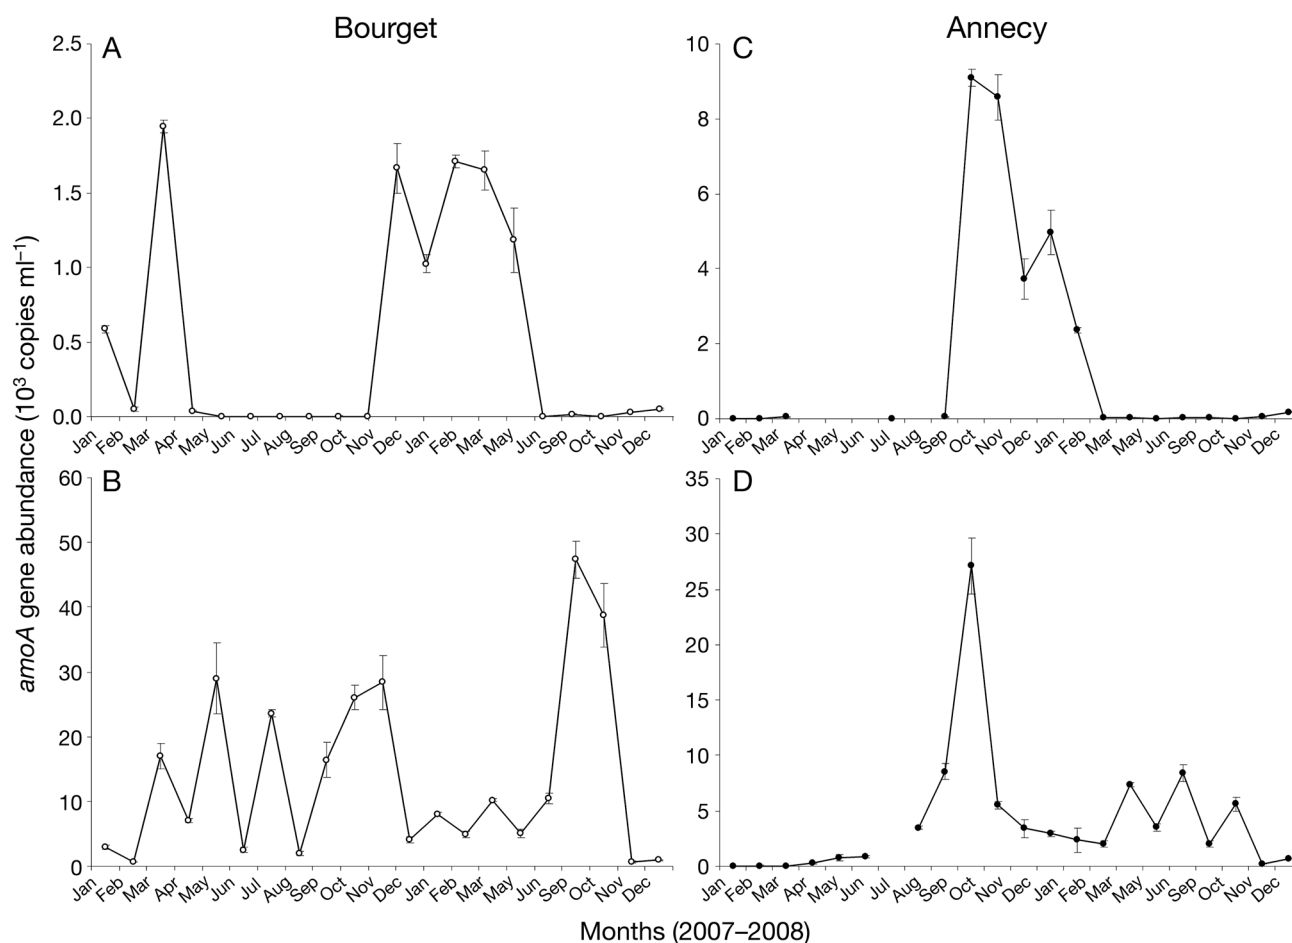 Bourget
Annecy
amoA gene abundance (10³ copies ml⁻¹)
A
2.5
2.0
1.5
1.0
0.5
0.0
Jan Feb Mar Apr May Jun Jul Aug Sep Oct Nov Dec Jan Feb Mar May Jun Sep Oct Nov Dec
C
10
8
6
4
2
0
Jan Feb Mar Apr May Jun Jul Aug Sep Oct Nov Dec Jan Feb Mar May Jun Sep Oct Nov Dec
B
60
50
40
30
20
10
0
Jan Feb Mar Apr May Jun Jul Aug Sep Oct Nov Dec Jan Feb Mar May Jun Sep Oct Nov Dec
D
35
30
25
20
15
10
5
0
Jan Feb Mar Apr May Jun Jul Aug Sep Oct Nov Dec Jan Feb Mar May Jun Sep Oct Nov Dec
Months (2007–2008)